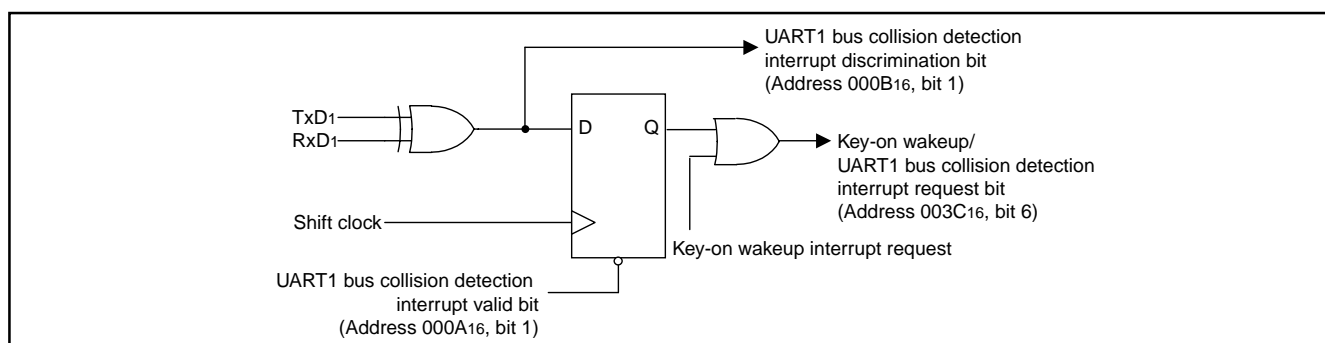 UART1 bus collision detection
interrupt discrimination bit
(Address 000B16, bit 1)
TxD1
RxD1
D
Q
Key-on wakeup/
UART1 bus collision detection
interrupt request bit
(Address 003C16, bit 6)
Shift clock
Key-on wakeup interrupt request
UART1 bus collision detection
interrupt valid bit
(Address 000A16, bit 1)